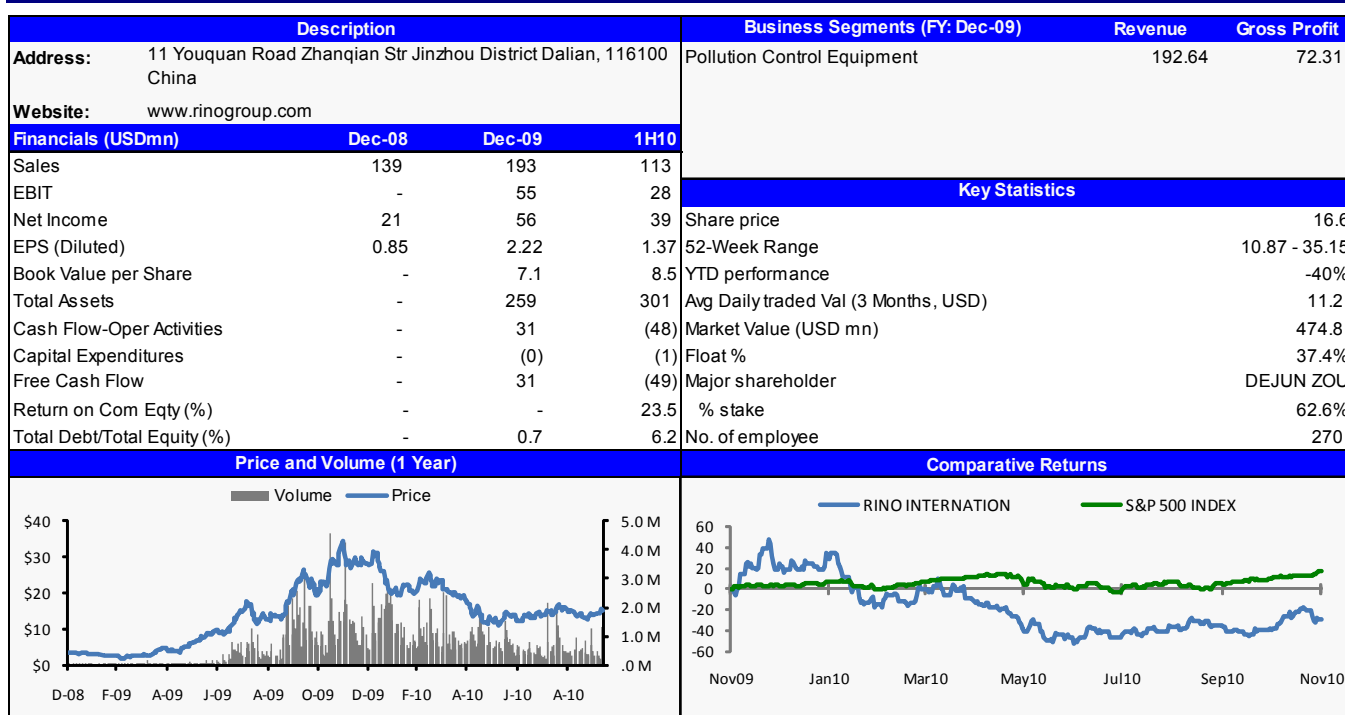 Description
Address: 11 Youquan Road Zhanqian Str Jinzhou District Dalian, 116100
China
Website: www.rinogroup.com
Financials (USDmn) Dec-08 Dec-09 1H10
Sales 139 193 113
EBIT - 55 28
Net Income 21 56 39
EPS (Diluted) 0.85 2.22 1.37
Book Value per Share - 7.1 8.5
Total Assets - 259 301
Cash Flow-Oper Activities - 31 (48)
Capital Expenditures - (0) (1)
Free Cash Flow - 31 (49)
Return on Com Eqty (%) - - 23.5
Total Debt/Total Equity (%) - 0.7 6.2
Business Segments (FY: Dec-09) Revenue Gross Profit
Pollution Control Equipment 192.64 72.31
Key Statistics
Share price 16.6
52-Week Range 10.87 - 35.15
YTD performance -40%
Avg Daily traded Val (3 Months, USD) 11.2
Market Value (USD mn) 474.8
Float % 37.4%
Major shareholder DEJUN ZOU
% stake 62.6%
No. of employee 270
Price and Volume (1 Year)
Volume Price
$40 5.0 M
4.0 M
$30
3.0 M
$20
2.0 M
$10
1.0 M
$0 .0 M
D-08 F-09 A-09 J-09 A-09 O-09 D-09 F-10 A-10 J-10 A-10
Comparative Returns
RINO INTERNATION S&P 500 INDEX
60
40
20
0
-20
-40
-60
Nov09 Jan10 Mar10 May10 Jul10 Sep10 Nov10